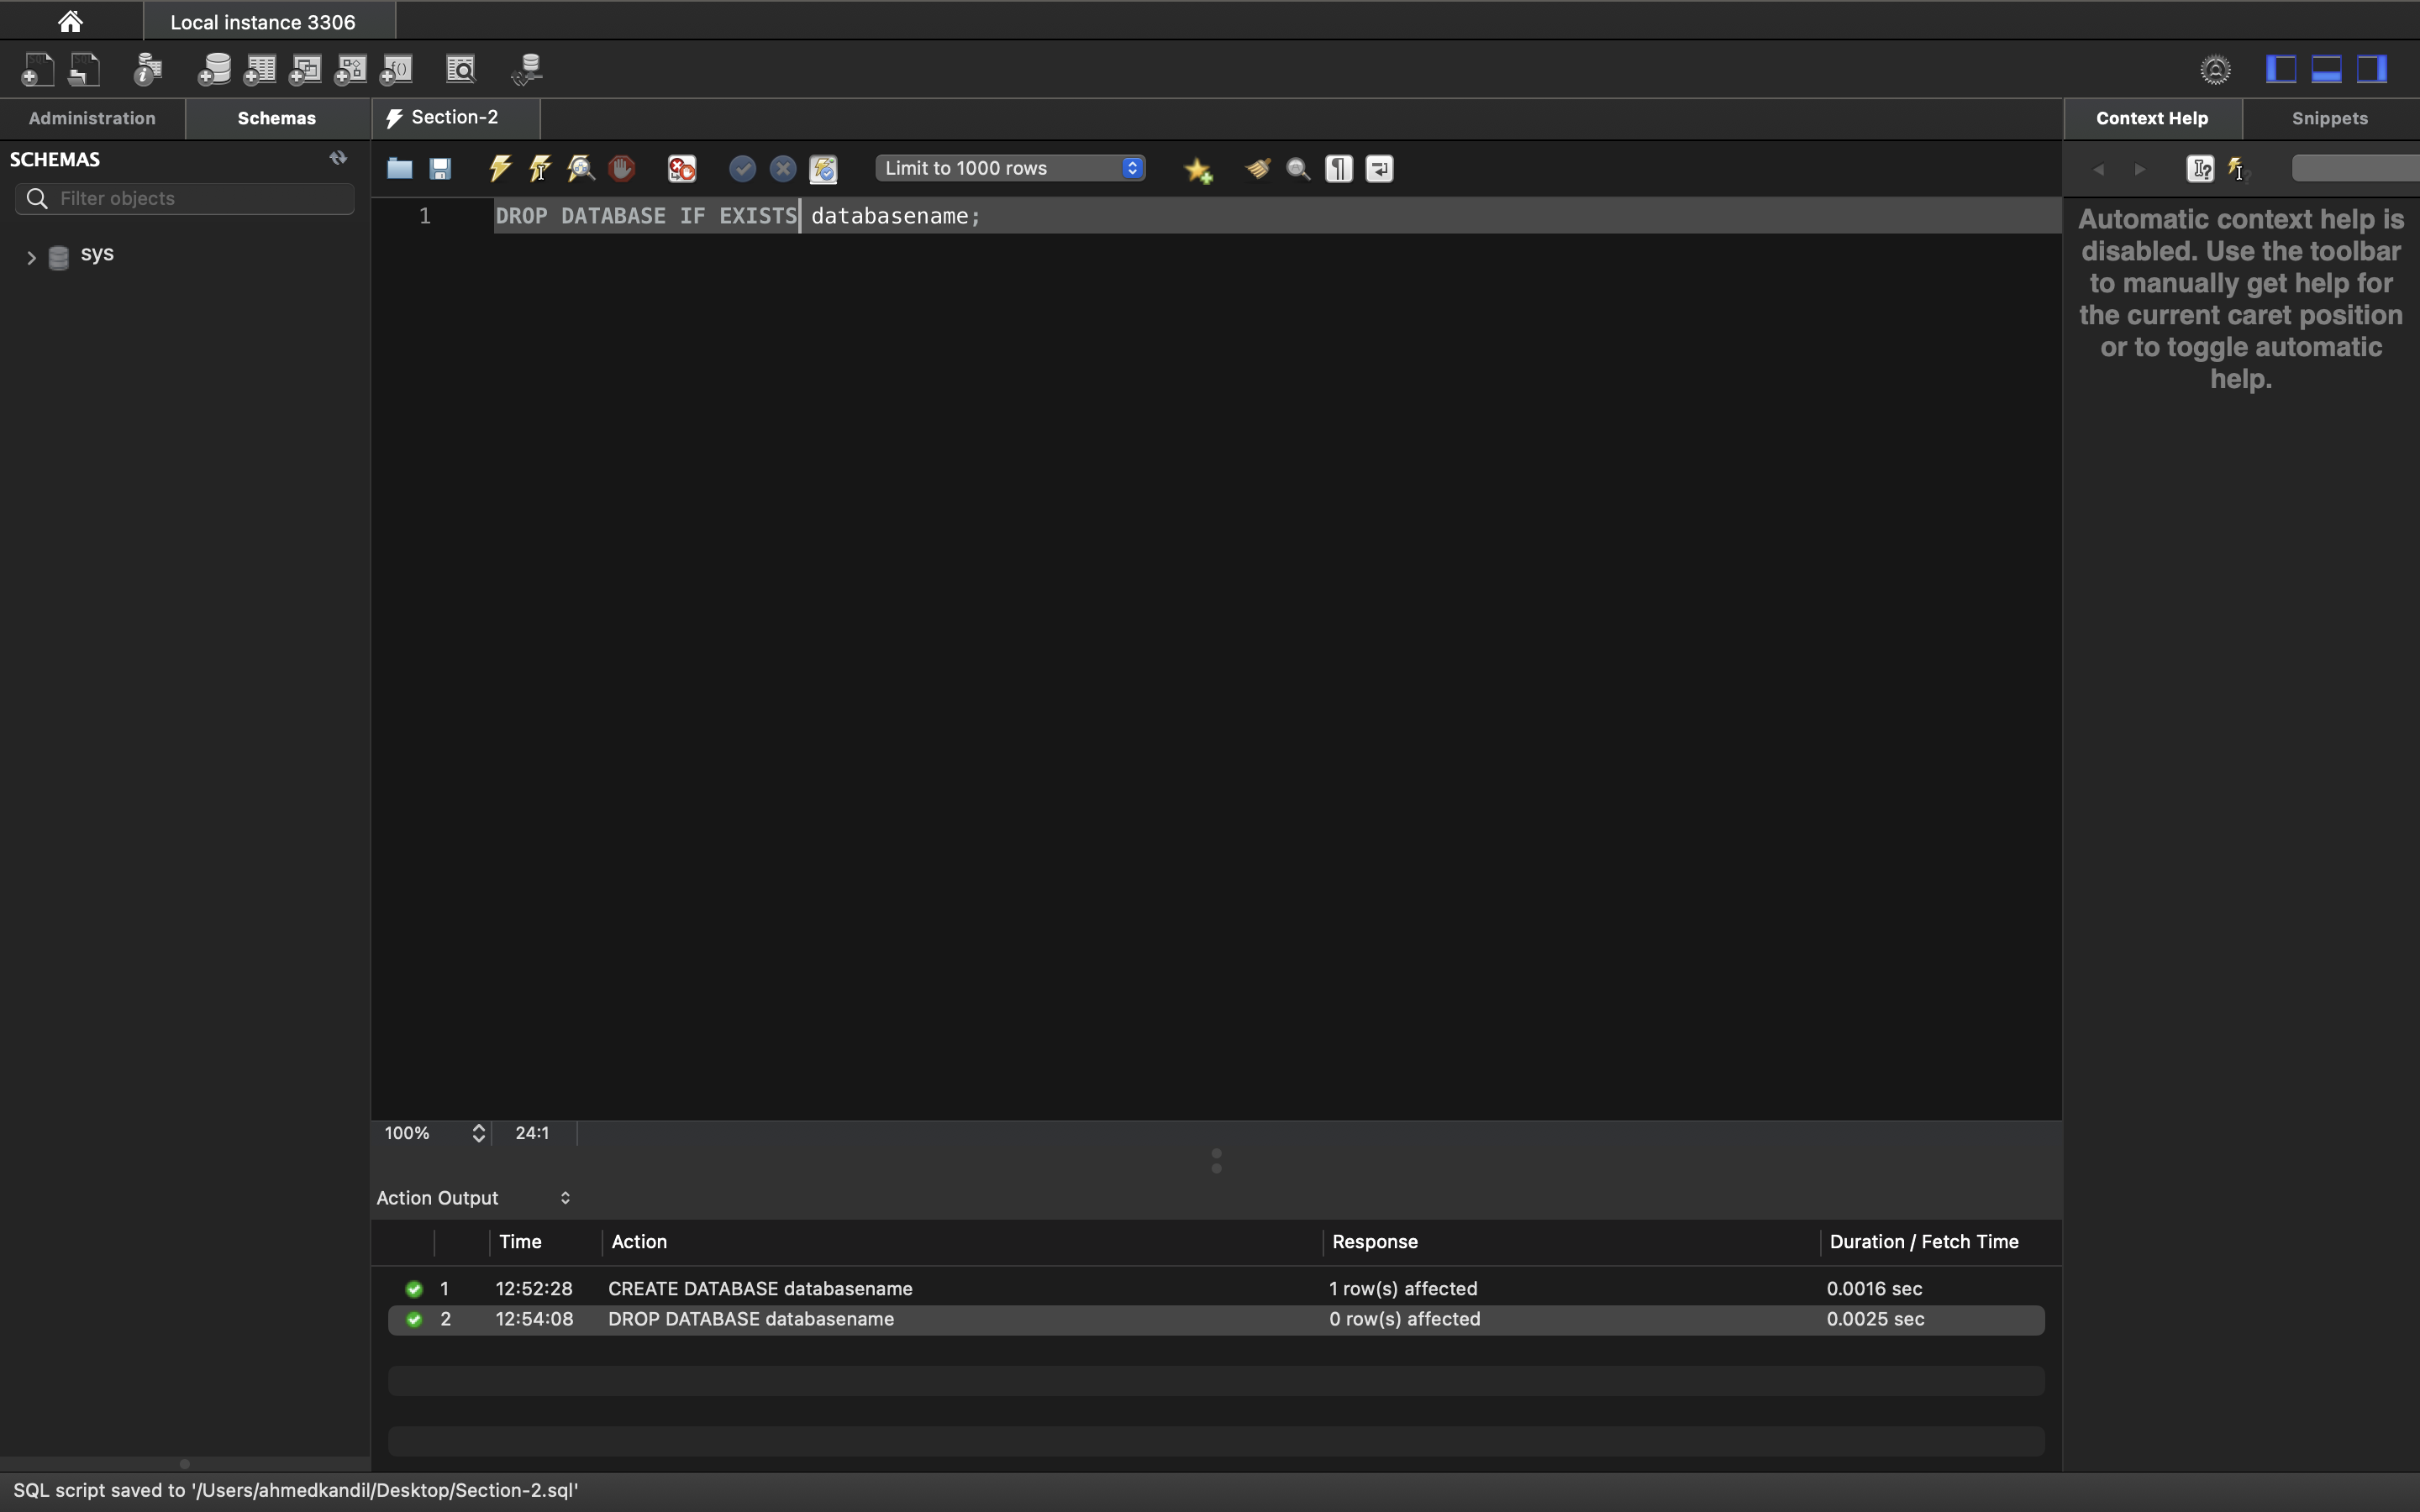 Local instance 3306
Administration
Schemas
Section-2
Context Help
Snippets
SCHEMAS
Filter objects
sys
Limit to 1000 rows
1 DROP DATABASE IF EXISTS databasename;
Automatic context help is
disabled. Use the toolbar
to manually get help for
the current caret position
or to toggle automatic
help.
100% 24:1
Action Output
Time Action Response Duration / Fetch Time
1 12:52:28 CREATE DATABASE databasename 1 row(s) affected 0.0016 sec
2 12:54:08 DROP DATABASE databasename 0 row(s) affected 0.0025 sec
SQL script saved to '/Users/ahmedkandil/Desktop/Section-2.sql'